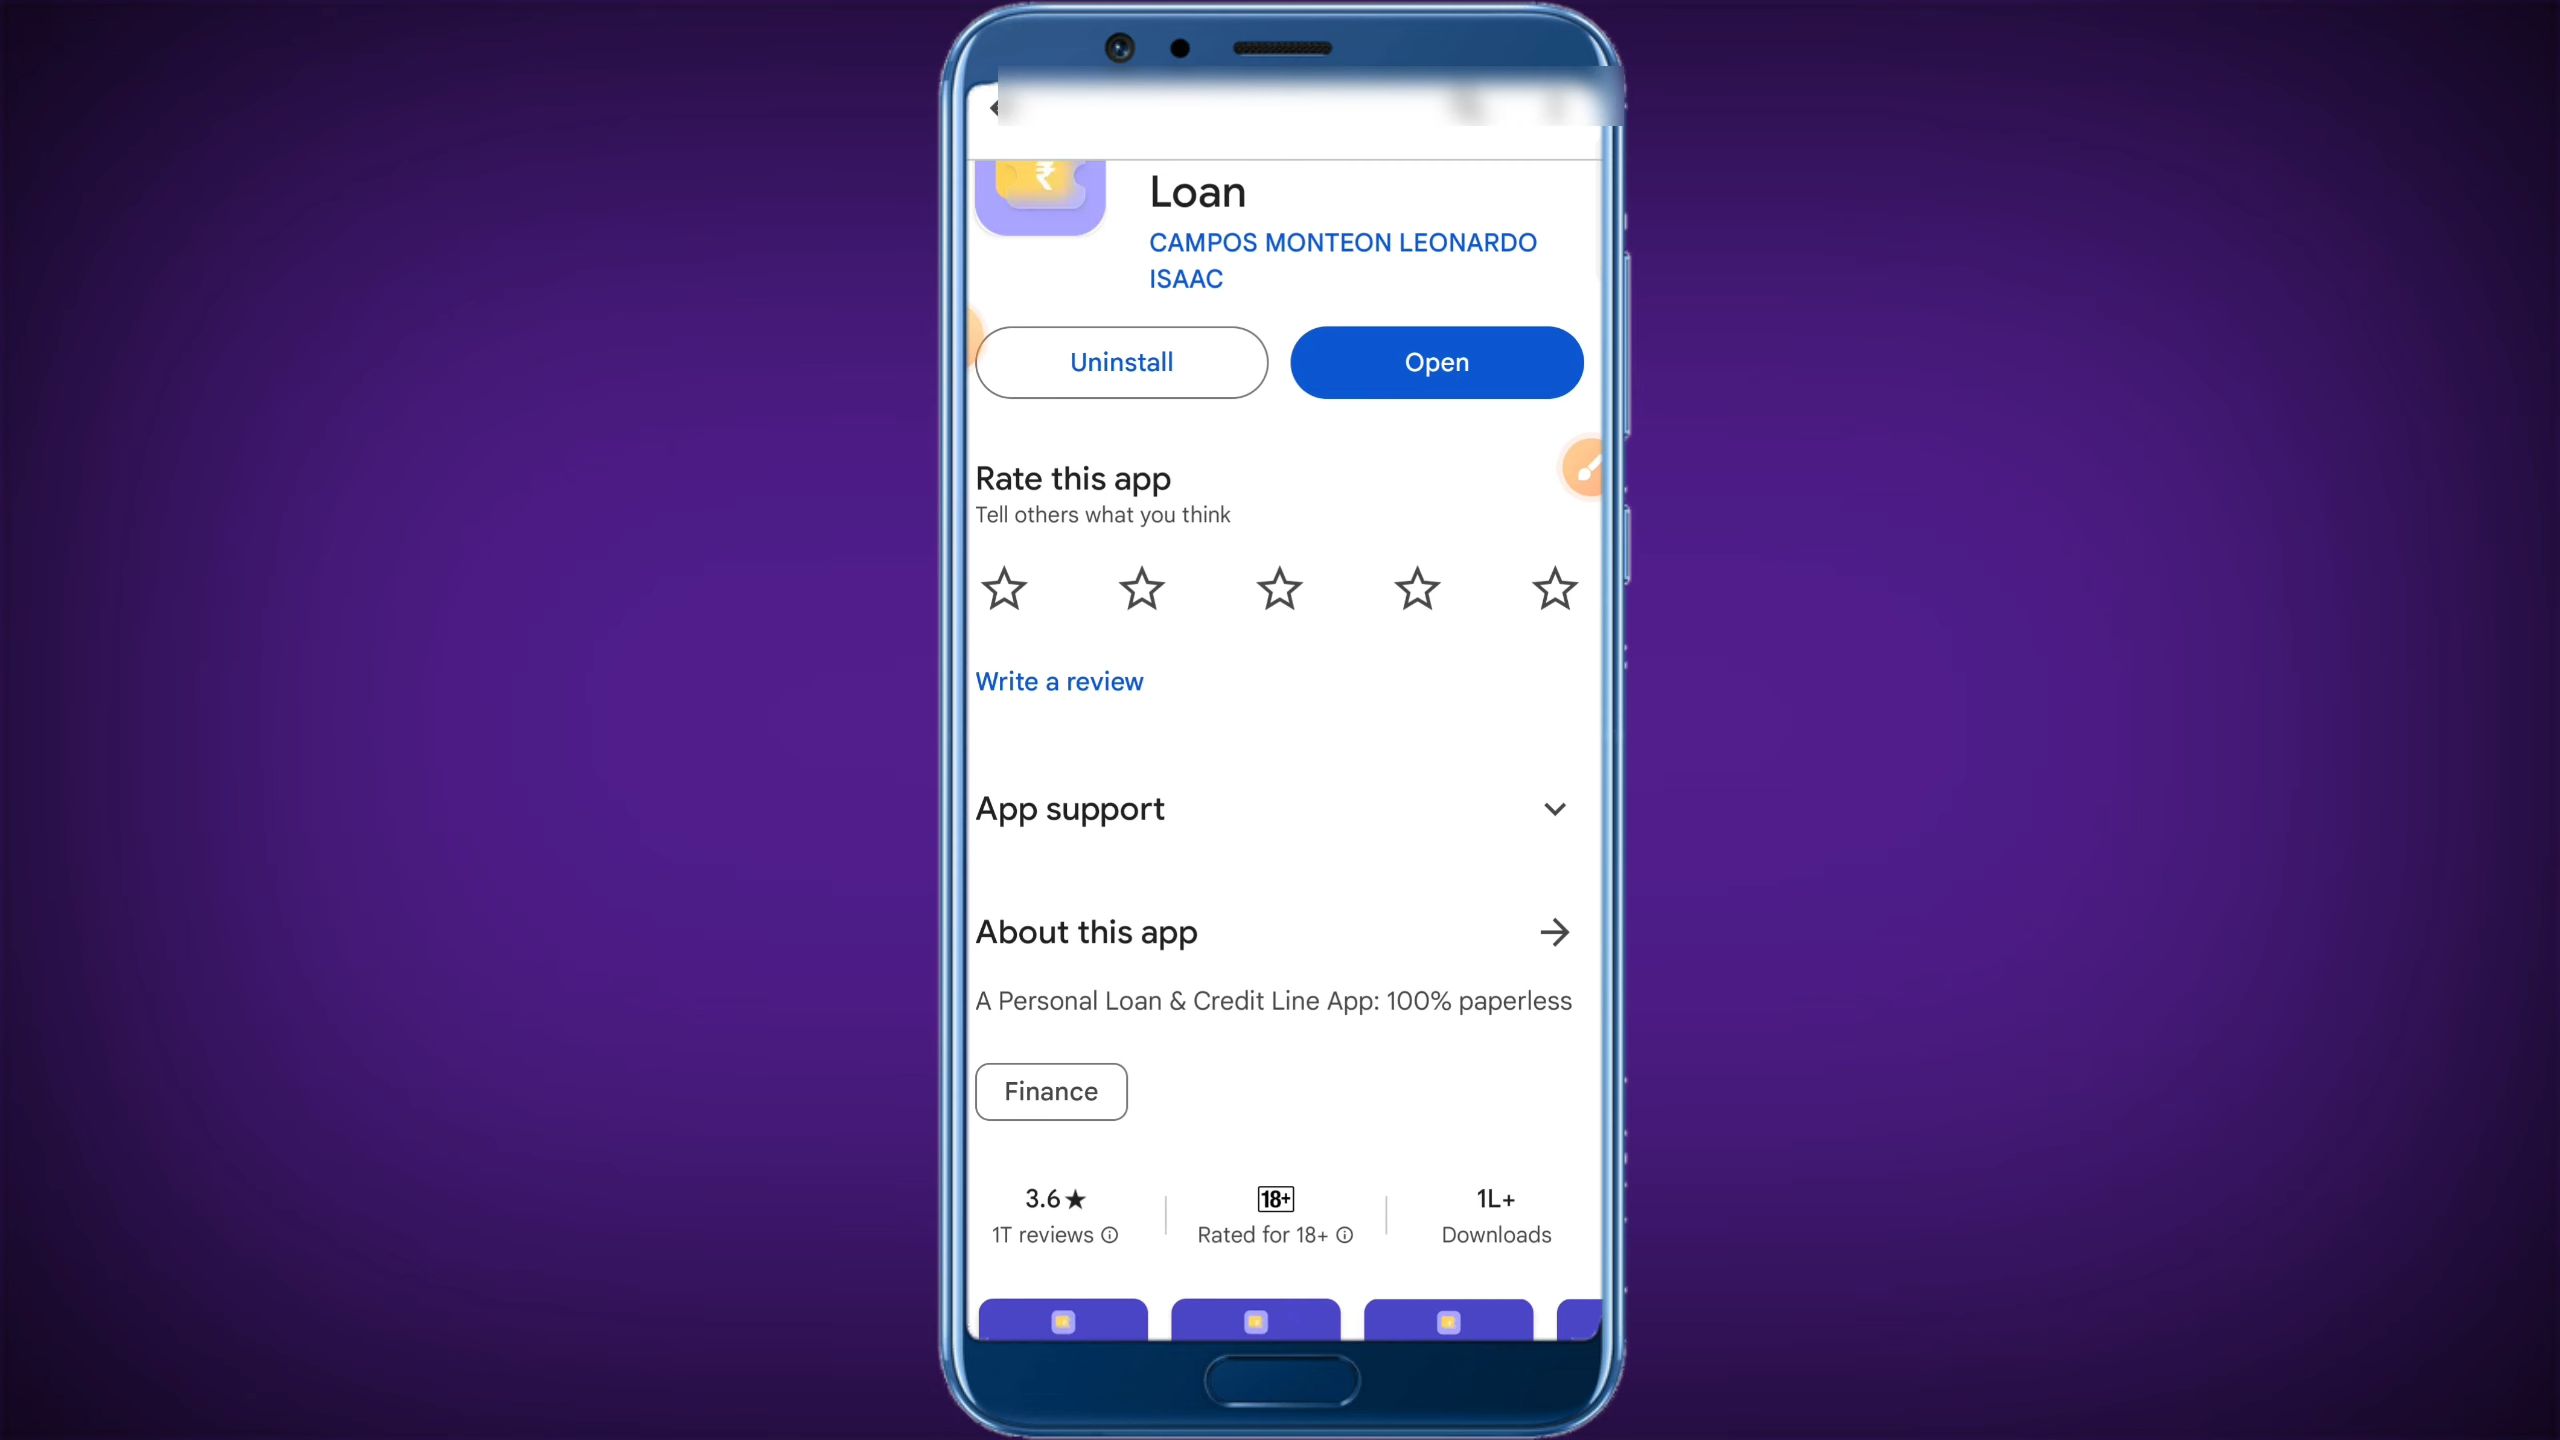 ₹
Loan
CAMPOS MONTEON LEONARDO
ISAAC
Uninstall
Open
Rate this app
Tell others what you think
Write a review
App support
About this app
A Personal Loan & Credit Line App: 100% paperless
Finance
3.6★
18+
1L+
1T reviews
Rated for 18+
Downloads